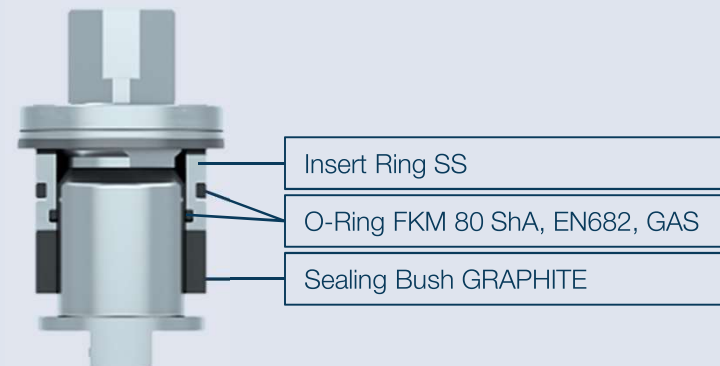 Insert Ring SS
O-Ring FKM 80 ShA, EN682, GAS
Sealing Bush GRAPHITE